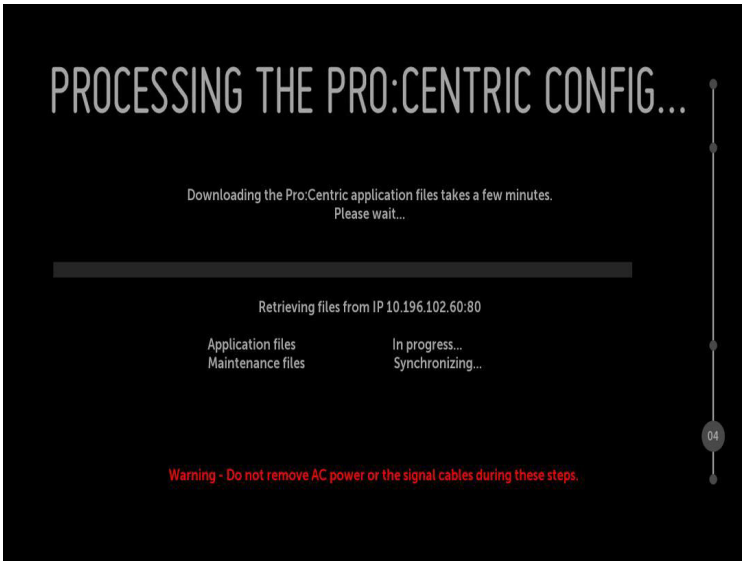 PROCESSING THE PRO:CENTRIC CONFIG...
Downloading the Pro:Centric application files takes a few minutes.
Please wait...
Retrieving files from IP 10.196.102.60:80
Application files In progress...
Maintenance files Synchronizing...
04
Warning - Do not remove AC power or the signal cables during these steps.